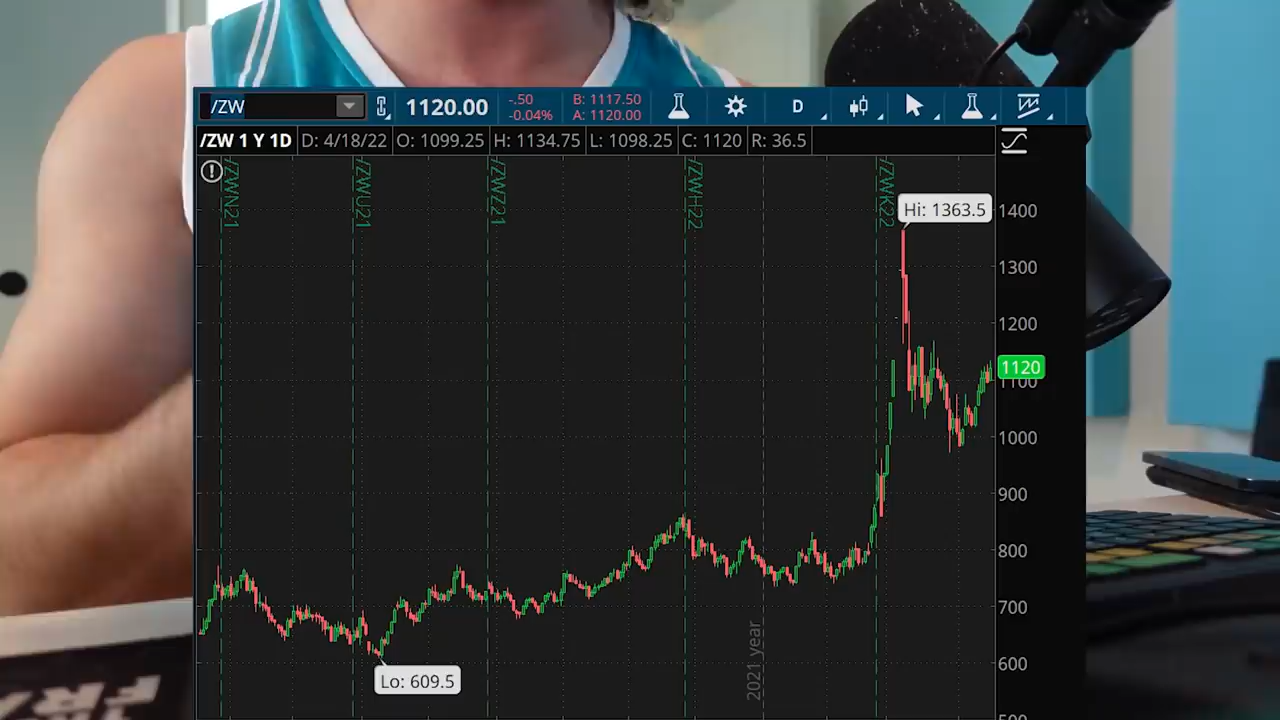 /ZW
1120.00
-.50
-0.04%
B: 1117.50
A: 1120.00
D
/ZW 1 Y 1D
D: 4/18/22
O: 1099.25
H: 1134.75
L: 1098.25
C: 1120
R: 36.5
/ZWN21
/ZWU21
/ZWZ21
/ZWH22
/ZWK22
Hi: 1363.5
1400
1300
1200
1120
1100
1000
900
800
700
600
Lo: 609.5
2021 year